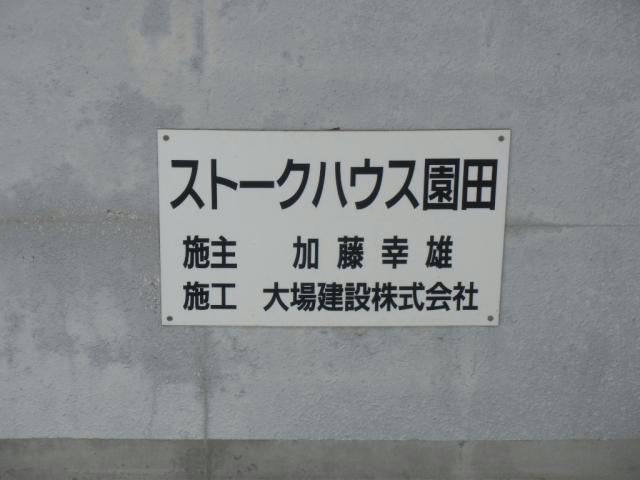 ストークハウス園田
施主 加藤幸雄
施工 大場建設株式会社